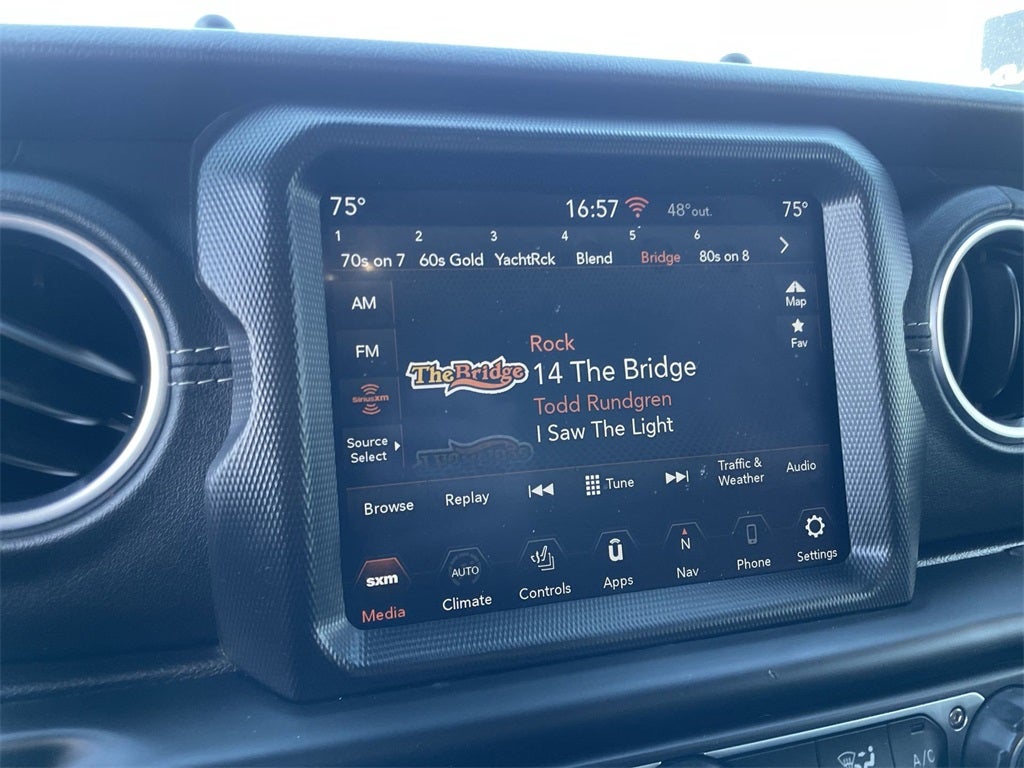 75° 16:57 48° out. 75°
1 2 3 4 5 6
70s on 7 60s Gold YachtRck Blend Bridge 80s on 8
AM
FM
SiriusXM
Source
Select
Map
Fav
TheBridge
Rock
14 The Bridge
Todd Rundgren
I Saw The Light
Browse Replay Tune Traffic &
Weather Audio
sxm AUTO ū N
Media Climate Controls Apps Nav Phone Settings
A/C